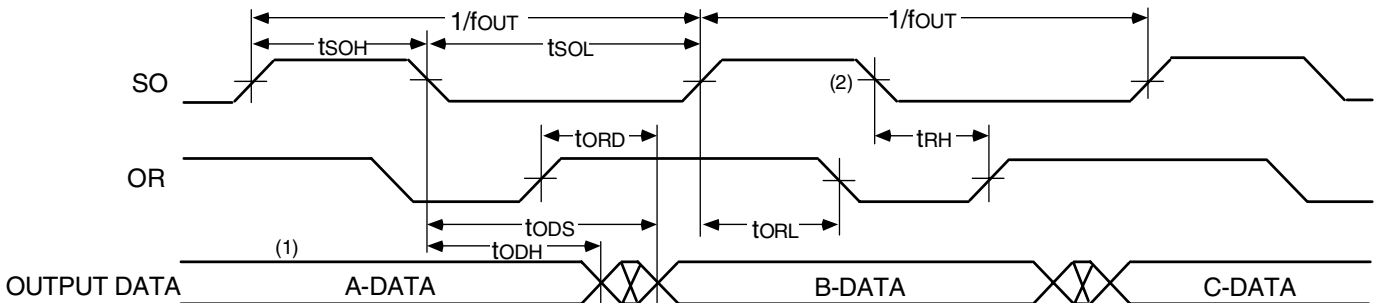 1/fOUT 1/fOUT
tSOH tSOL
SO (2)
tORD tRH
OR
tODS tORL
(1) tODH
OUTPUT DATA A-DATA B-DATA C-DATA